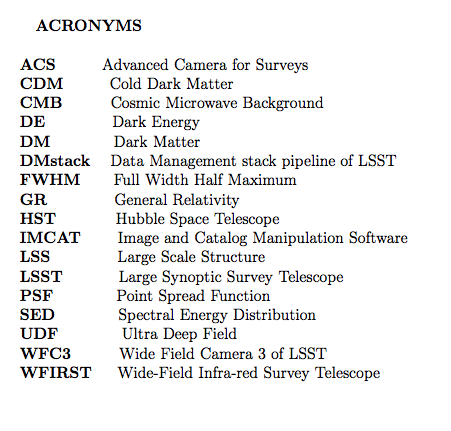 ACRONYMS
ACS Advanced Camera for Surveys
CDM Cold Dark Matter
CMB Cosmic Microwave Background
DE Dark Energy
DM Dark Matter
DMstack Data Management stack pipeline of LSST
FWHM Full Width Half Maximum
GR General Relativity
HST Hubble Space Telescope
IMCAT Image and Catalog Manipulation Software
LSS Large Scale Structure
LSST Large Synoptic Survey Telescope
PSF Point Spread Function
SED Spectral Energy Distribution
UDF Ultra Deep Field
WFC3 Wide Field Camera 3 of LSST
WFIRST Wide-Field Infra-red Survey Telescope